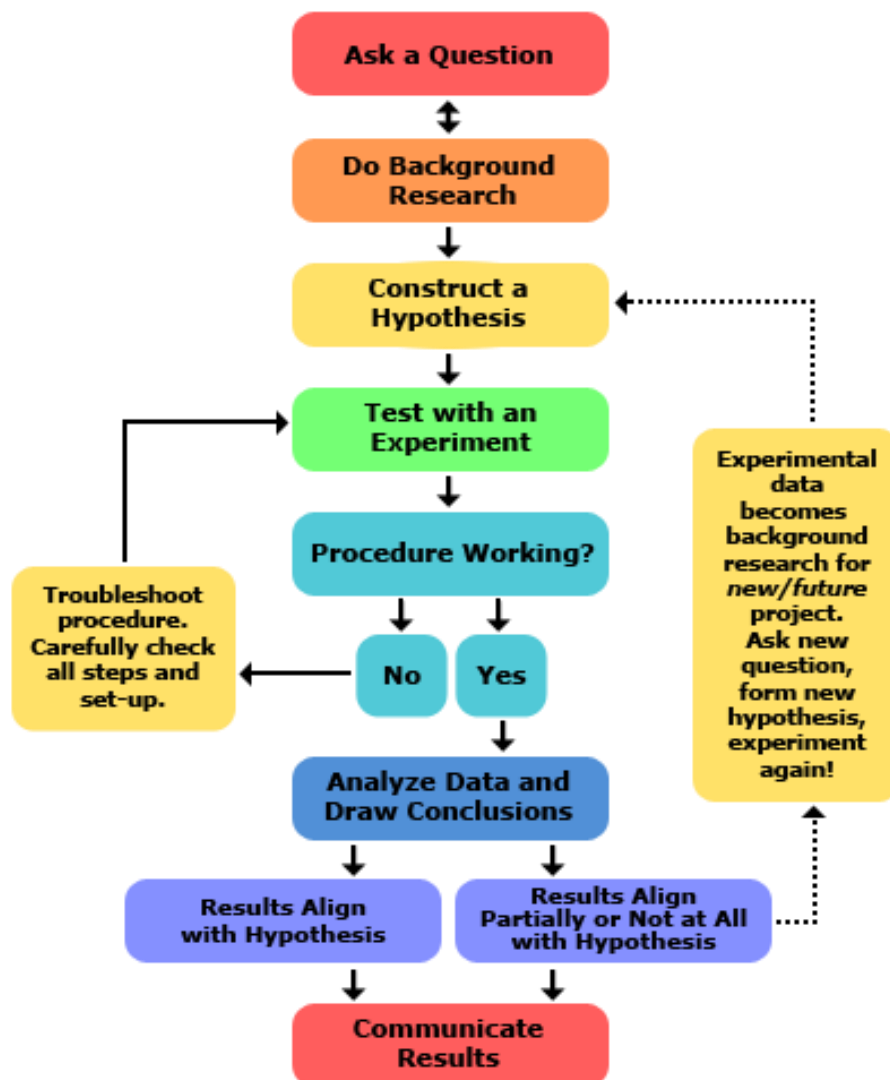 Ask a Question
Do Background
Research
Construct a
Hypothesis
Test with an
Experiment
Procedure Working?
No
Yes
Troubleshoot
procedure.
Carefully check
all steps and
set-up.
Analyze Data and
Draw Conclusions
Results Align
with Hypothesis
Results Align
Partially or Not at All
with Hypothesis
Experimental
data
becomes
background
research for
new/future
project.
Ask new
question,
form new
hypothesis,
experiment
again!
Communicate
Results